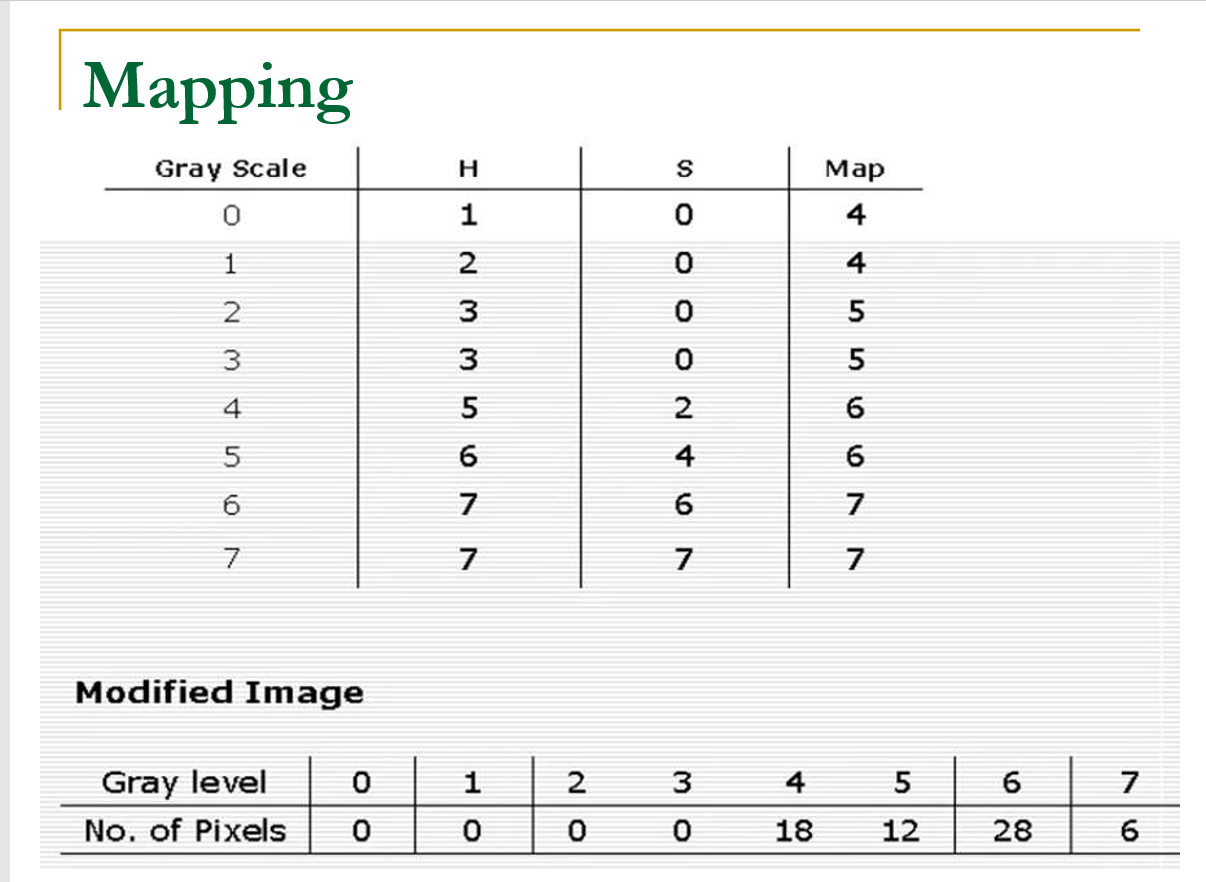 Mapping
Gray Scale H S Map
0 1 0 4
1 2 0 4
2 3 0 5
3 3 0 5
4 5 2 6
5 6 4 6
6 7 6 7
7 7 7 7
Modified Image
Gray level 0 1 2 3 4 5 6 7
No. of Pixels 0 0 0 0 18 12 28 6